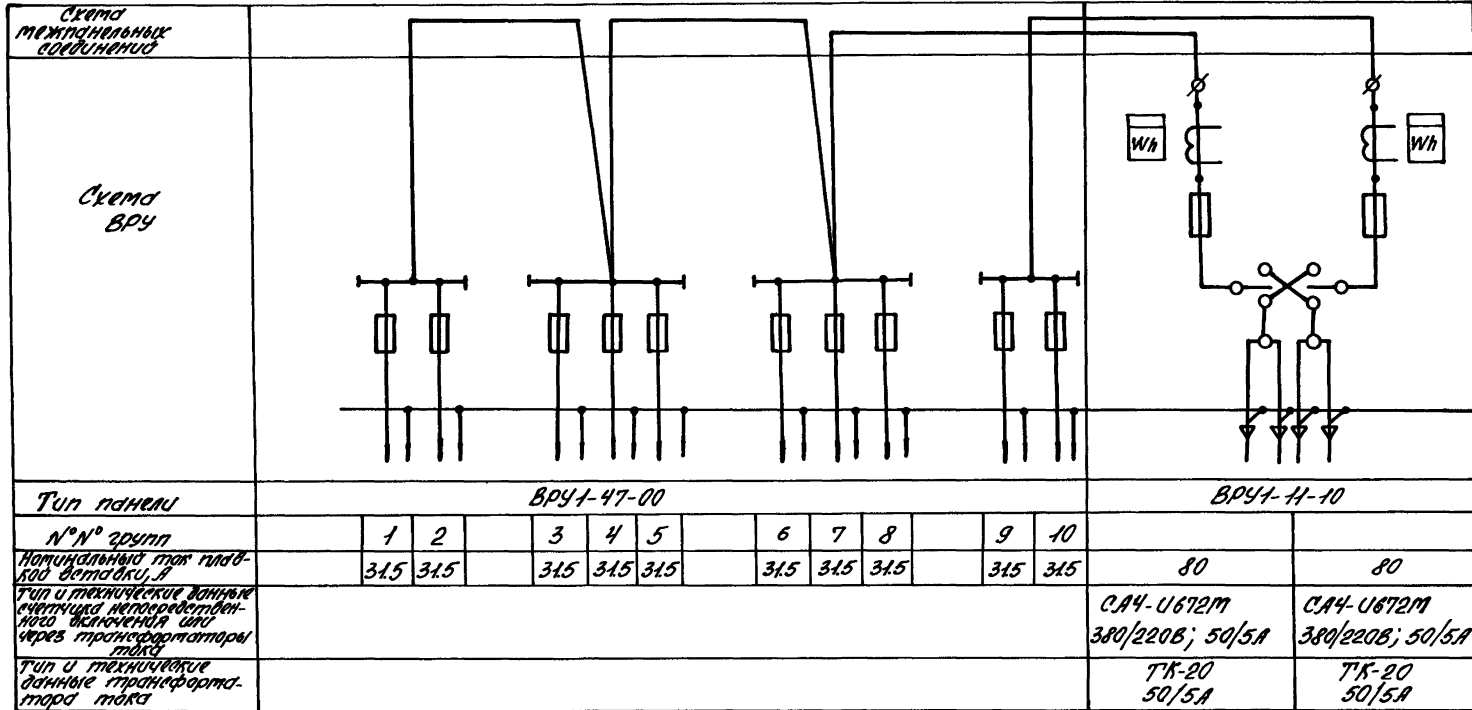 Схема
межпанельных
соединений
Wh
Wh
Схема
ВРУ
Тип панели
ВРУ1-47-00
ВРУ1-11-10
N°N° групп
1 2 3 4 5 6 7 8 9 10
Номинальный ток плав-
кой вставки, А
31.5 31.5 31.5 31.5 31.5 31.5 31.5 31.5 31.5 31.5 80 80
Тип и технические данные
счетчика непосредствен-
ного включения или
через трансформаторы
тока
СА4-И672М
380/220В; 50/5А
СА4-И672М
380/220В; 50/5А
Тип и технические
данные трансформа-
тора тока
ТК-20
50/5А
ТК-20
50/5А